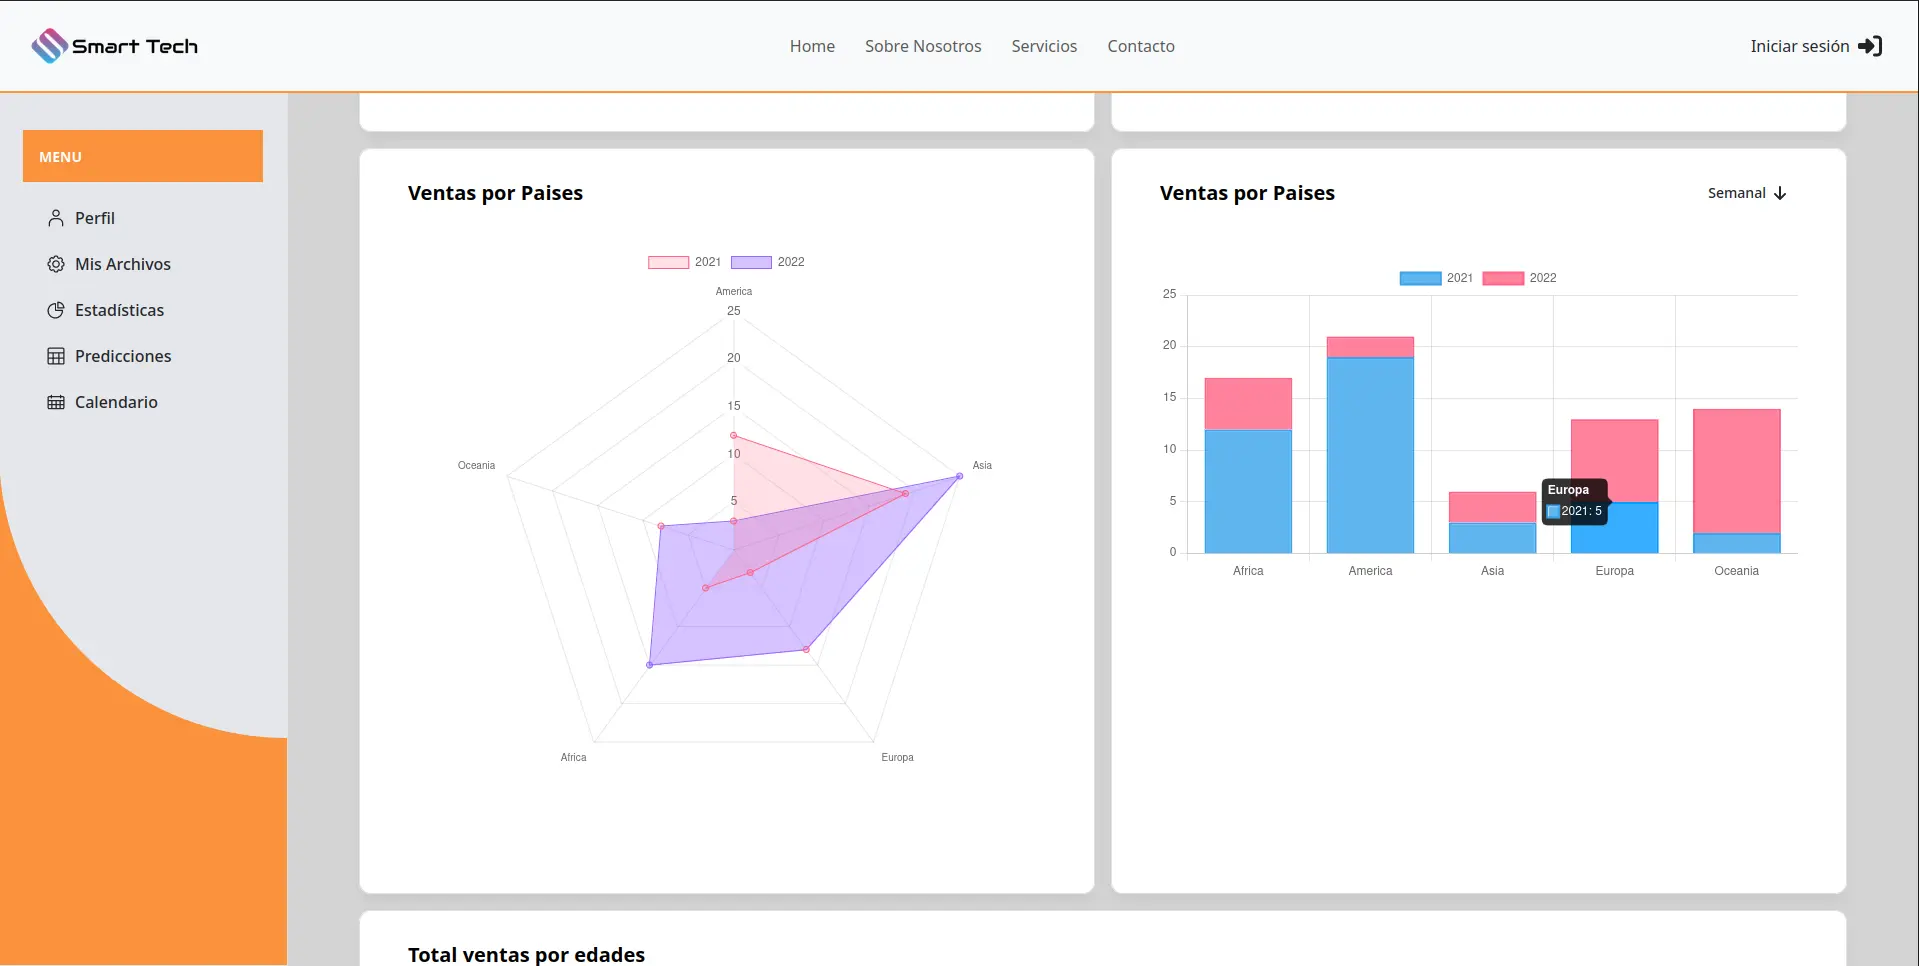 Smart Tech
Home
Sobre Nosotros
Servicios
Contacto
Iniciar sesión
MENU
Perfil
Mis Archivos
Estadísticas
Predicciones
Calendario
Ventas por Paises
2021 2022
America
25
20
15
10
5
Oceania
Asia
Africa
Europa
Ventas por Paises
Semanal
2021 2022
25
20
15
10
5
0
Europa
2021: 5
Africa America Asia Europa Oceania
Total ventas por edades